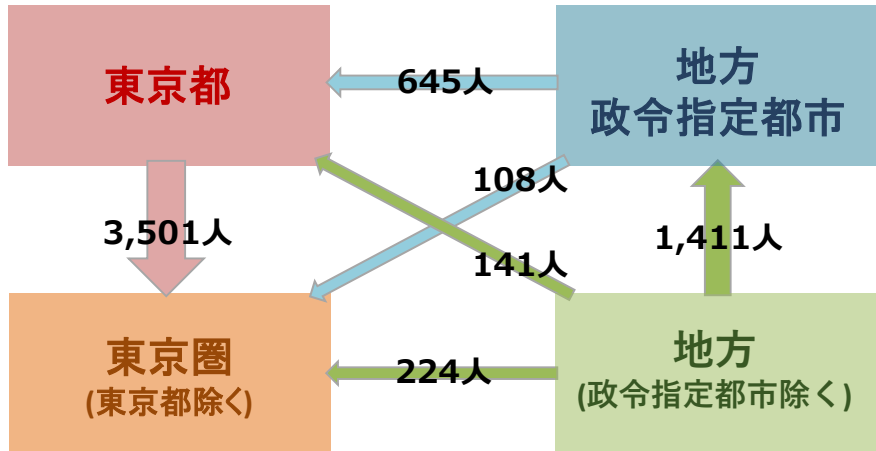 東京都
645人
地方
政令指定都市
108人
3,501人
1,411人
141人
東京圏
(東京都除く)
224人
地方
(政令指定都市除く)